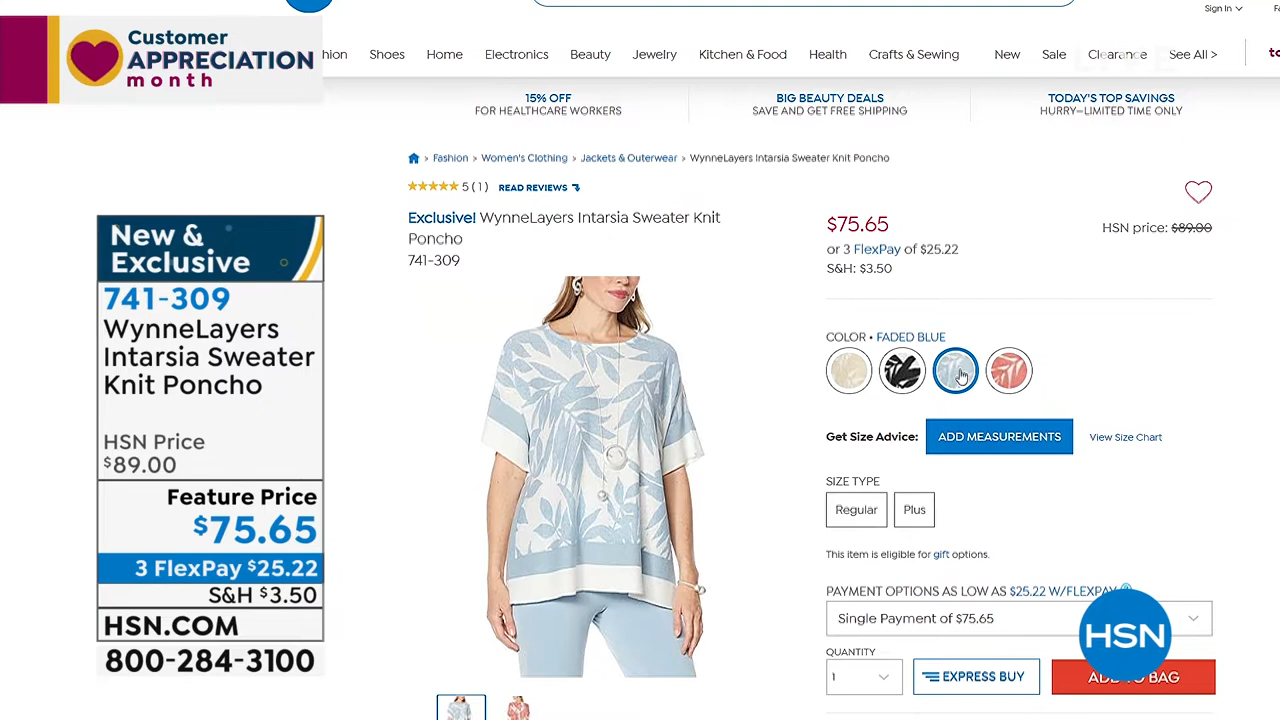 Customer
APPRECIATION
month
Sign In
hion
Shoes
Home
Electronics
Beauty
Jewelry
Kitchen & Food
Health
Crafts & Sewing
New
Sale
Clearance
See All >
15% OFF
FOR HEALTHCARE WORKERS
BIG BEAUTY DEALS
SAVE AND GET FREE SHIPPING
TODAY'S TOP SAVINGS
HURRY—LIMITED TIME ONLY
> Fashion > Women's Clothing > Jackets & Outerwear > WynneLayers Intarsia Sweater Knit Poncho
5 ( 1 ) READ REVIEWS
Exclusive! WynneLayers Intarsia Sweater Knit
Poncho
741-309
$75.65
HSN price: $89.00
or 3 FlexPay of $25.22
S&H: $3.50
COLOR • FADED BLUE
Get Size Advice:
ADD MEASUREMENTS
View Size Chart
SIZE TYPE
Regular
Plus
This item is eligible for gift options.
PAYMENT OPTIONS AS LOW AS $25.22 W/FLEXPAY
Single Payment of $75.65
QUANTITY
1
EXPRESS BUY
ADD TO BAG
HSN
New &
Exclusive
741-309
WynneLayers
Intarsia Sweater
Knit Poncho
HSN Price
$89.00
Feature Price
$75.65
3 FlexPay $25.22
S&H $3.50
HSN.COM
800-284-3100